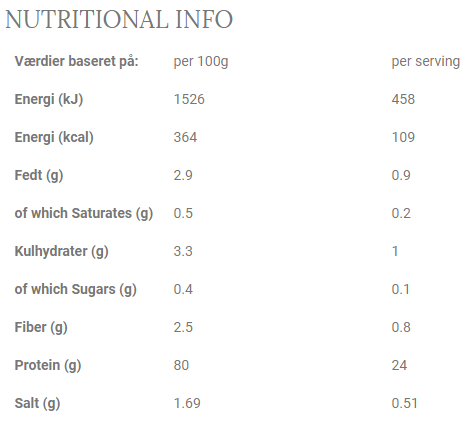 NUTRITIONAL INFO
Værdier baseret på: per 100g per serving
Energi (kJ) 1526 458
Energi (kcal) 364 109
Fedt (g) 2.9 0.9
of which Saturates (g) 0.5 0.2
Kulhydrater (g) 3.3 1
of which Sugars (g) 0.4 0.1
Fiber (g) 2.5 0.8
Protein (g) 80 24
Salt (g) 1.69 0.51